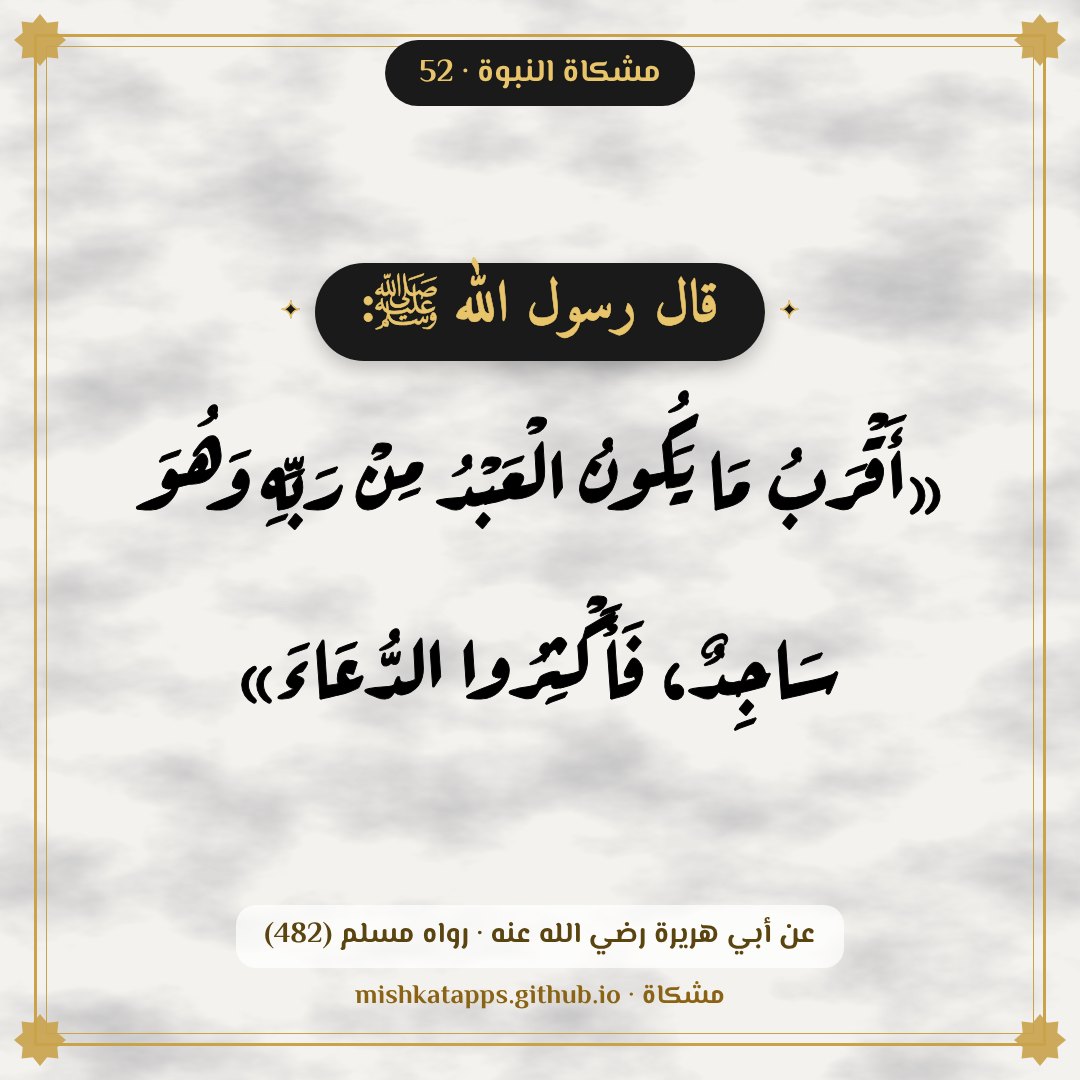 مشكاة النبوة · 52
قال رسول الله ﷺ:
«أَقْرَبُ مَا يَكُونُ الْعَبْدُ مِنْ رَبِّهِ وَهُوَ
سَاجِدٌ، فَأَكْثِرُوا الدُّعَاءَ»
عن أبي هريرة رضي الله عنه · رواه مسلم (482)
مشكاة · mishkatapps.github.io